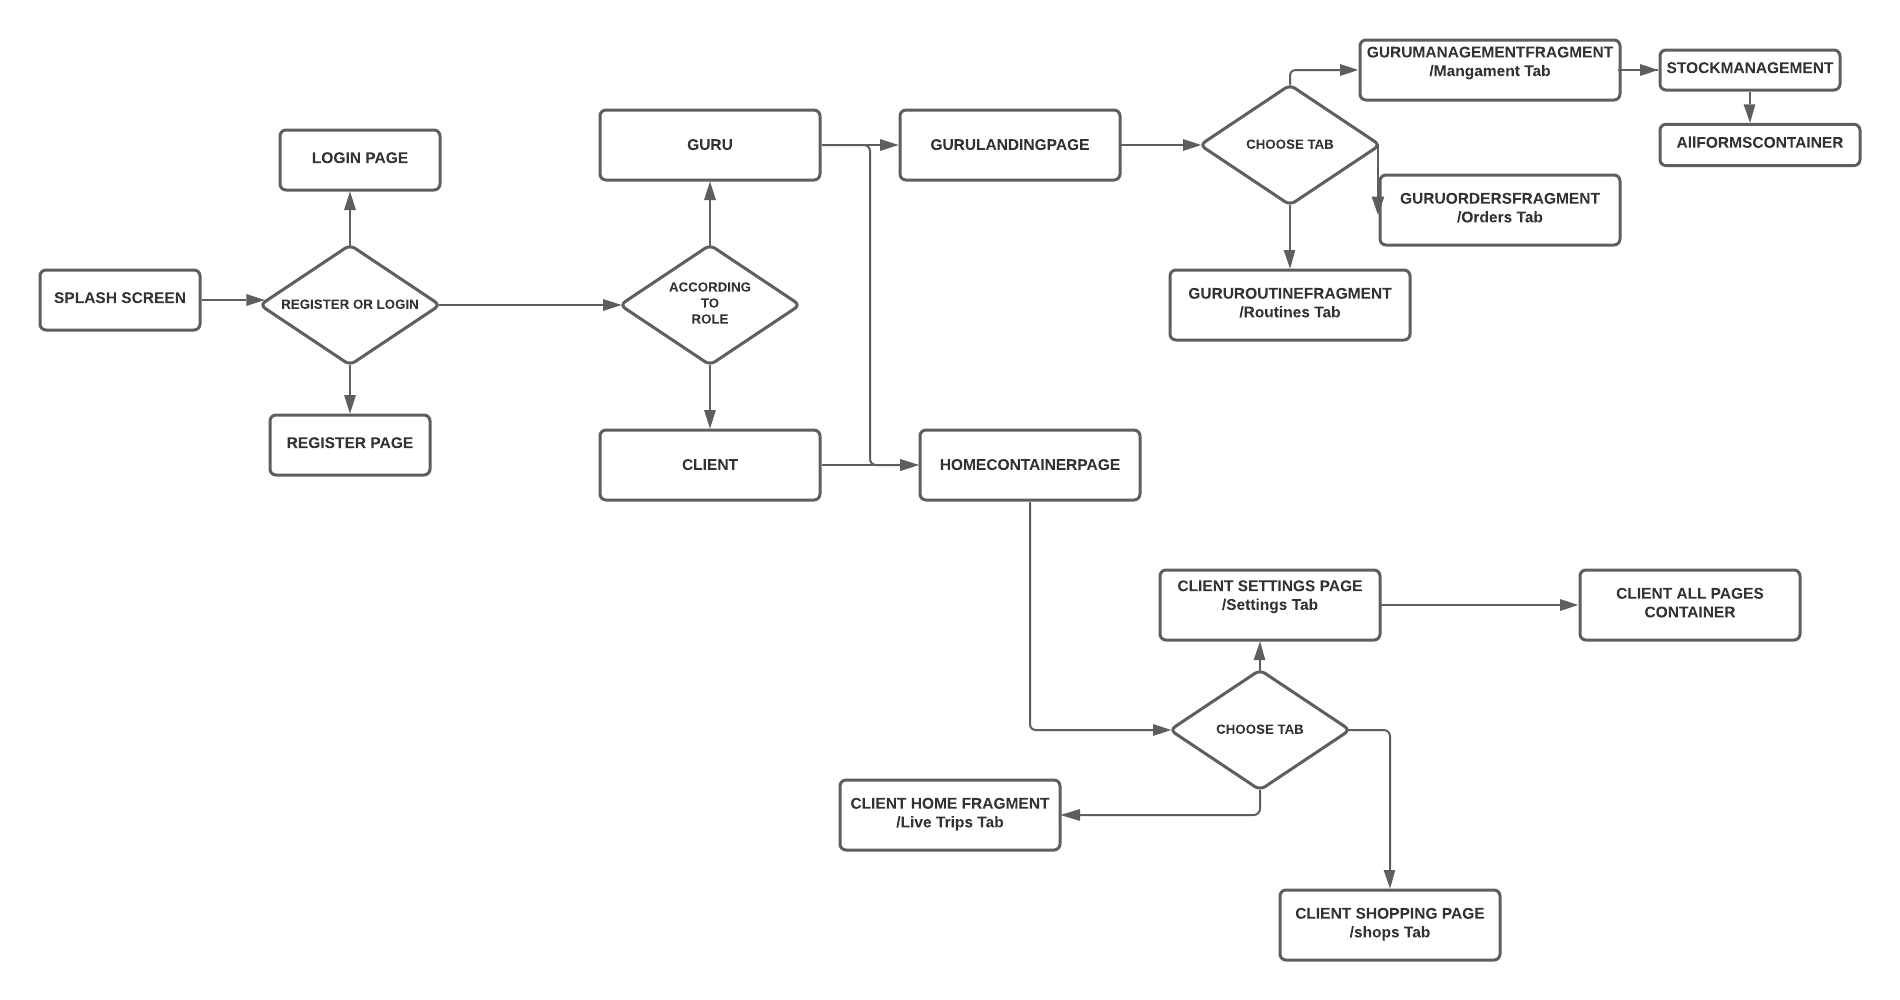 GURUMANAGEMENTFRAGMENT
/Mangament Tab
STOCKMANAGEMENT
AllFORMSCONTAINER
LOGIN PAGE
GURU
GURULANDINGPAGE
CHOOSE TAB
GURUORDERSFRAGMENT
/Orders Tab
SPLASH SCREEN
REGISTER OR LOGIN
ACCORDING
TO
ROLE
GURUROUTINEFRAGMENT
/Routines Tab
REGISTER PAGE
CLIENT
HOMECONTAINERPAGE
CLIENT SETTINGS PAGE
/Settings Tab
CLIENT ALL PAGES
CONTAINER
CHOOSE TAB
CLIENT HOME FRAGMENT
/Live Trips Tab
CLIENT SHOPPING PAGE
/shops Tab